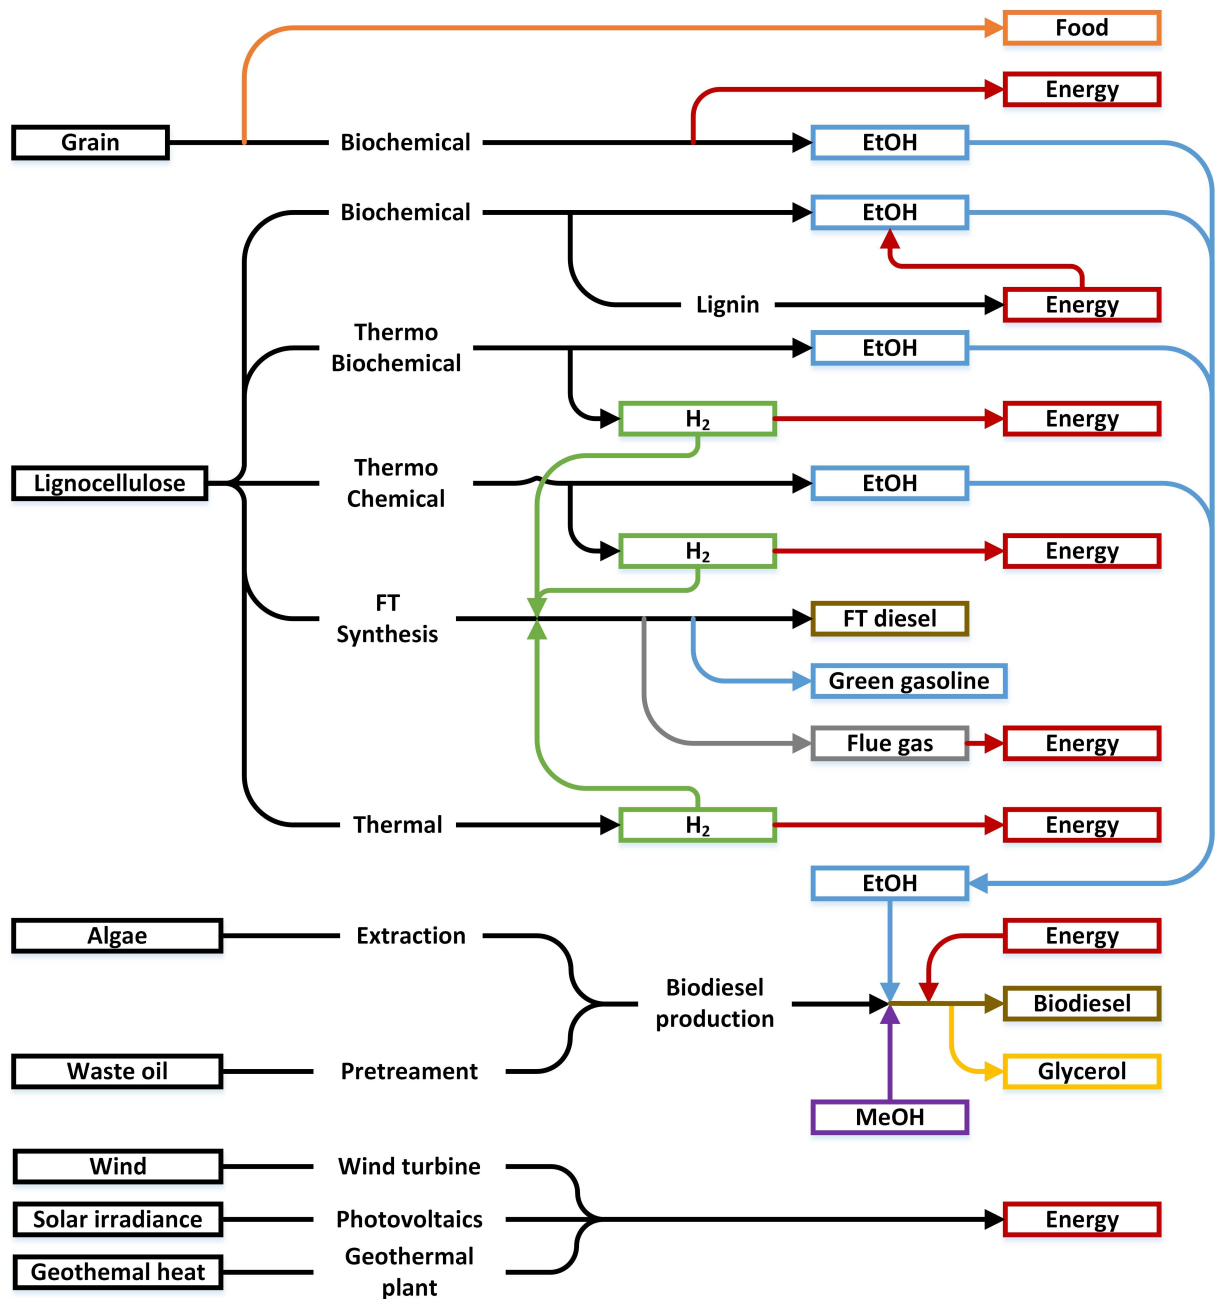 Food
Energy
Grain
Biochemical
EtOH
Biochemical
EtOH
Lignin
Energy
Thermo
Biochemical
EtOH
H₂
Energy
Lignocellulose
Thermo
Chemical
EtOH
H₂
Energy
FT
Synthesis
FT diesel
Green gasoline
Flue gas
Energy
Thermal
H₂
Energy
EtOH
Algae
Extraction
Energy
Biodiesel
production
Biodiesel
Waste oil
Pretreament
Glycerol
MeOH
Wind
Wind turbine
Solar irradiance
Photovoltaics
Energy
Geothemal heat
Geothermal
plant